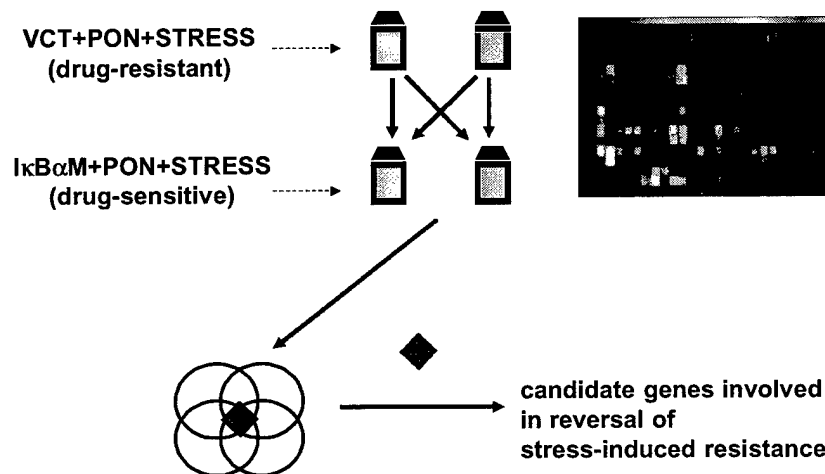 VCT+PON+STRESS
(drug-resistant)
IκBαM+PON+STRESS
(drug-sensitive)
candidate genes involved
in reversal of
stress-induced resistance